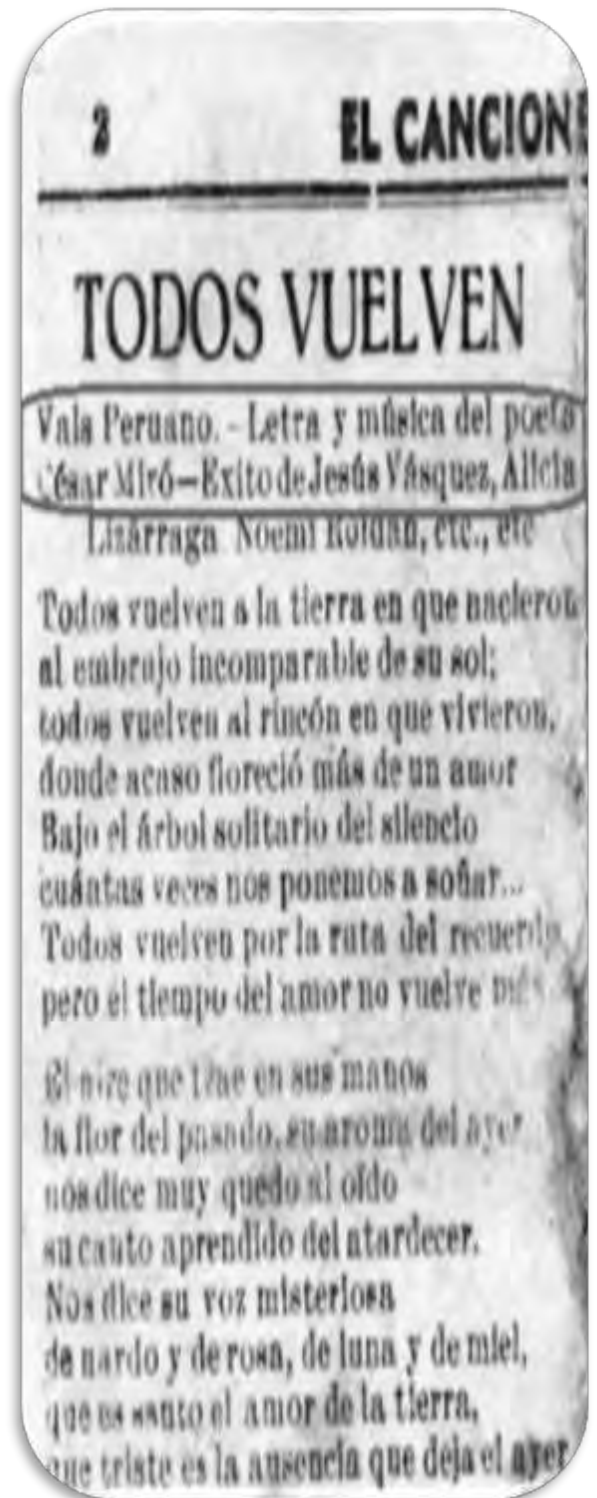 2 EL CANCIONE
TODOS VUELVEN
Vals Peruano. - Letra y música del poeta
César Miró—Exito de Jesús Vásquez, Alicia
Lizárraga Noemí Roldán, etc., etc
Todos vuelven a la tierra en que nacieron
al embrujo incomparable de su sol;
todos vuelven al rincón en que vivieron,
donde acaso floreció más de un amor
Bajo el árbol solitario del silencio
cuántas veces nos ponemos a soñar...
Todos vuelven por la ruta del recuerdo
pero el tiempo del amor no vuelve más
El aire que trae en sus manos
la flor del pasado, su aroma del ayer
nos dice muy quedo al oído
su canto aprendido del atardecer.
Nos dice su voz misteriosa
de nardo y de rosa, de luna y de miel,
que es santo el amor de la tierra,
que triste es la ausencia que deja el ayer